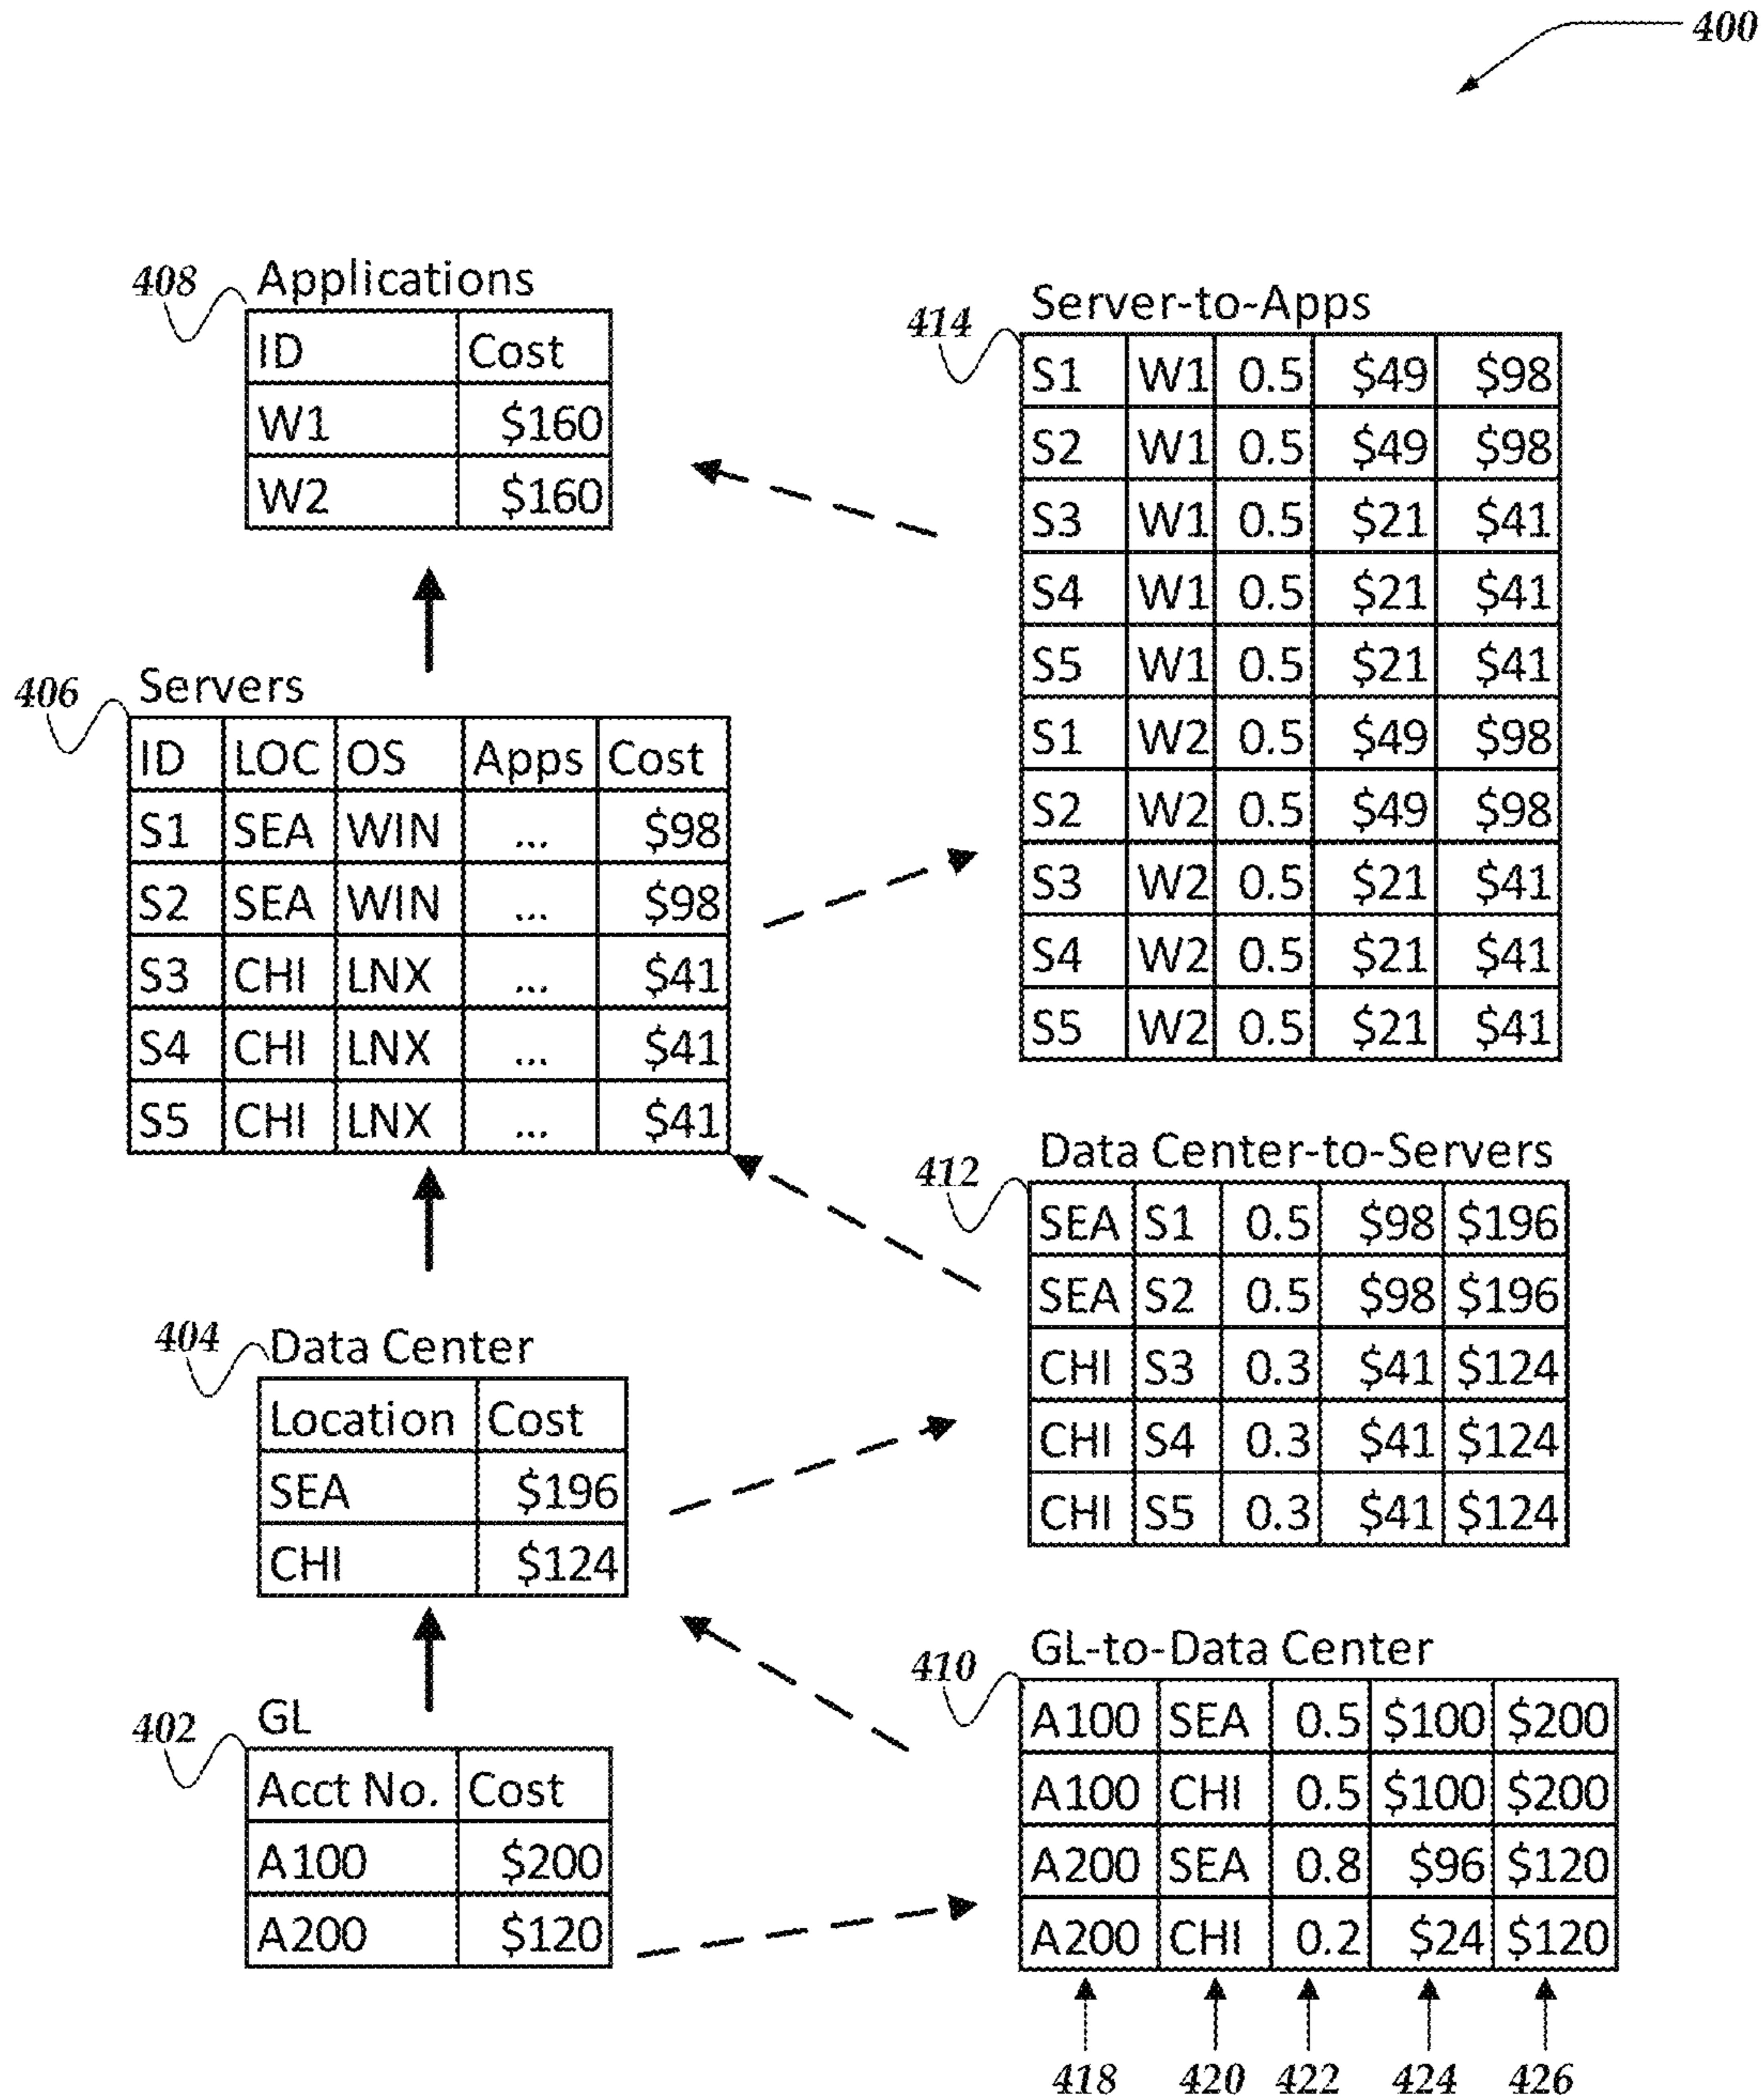 400
408
Applications
ID Cost
W1 $160
W2 $160
406
Servers
ID LOC OS Apps Cost
S1 SEA WIN ... $98
S2 SEA WIN ... $98
S3 CHI LNX ... $41
S4 CHI LNX ... $41
S5 CHI LNX ... $41
404
Data Center
Location Cost
SEA $196
CHI $124
402
GL
Acct No. Cost
A100 $200
A200 $120
414
Server-to-Apps
S1 W1 0.5 $49 $98
S2 W1 0.5 $49 $98
S3 W1 0.5 $21 $41
S4 W1 0.5 $21 $41
S5 W1 0.5 $21 $41
S1 W2 0.5 $49 $98
S2 W2 0.5 $49 $98
S3 W2 0.5 $21 $41
S4 W2 0.5 $21 $41
S5 W2 0.5 $21 $41
412
Data Center-to-Servers
SEA S1 0.5 $98 $196
SEA S2 0.5 $98 $196
CHI S3 0.3 $41 $124
CHI S4 0.3 $41 $124
CHI S5 0.3 $41 $124
410
GL-to-Data Center
A100 SEA 0.5 $100 $200
A100 CHI 0.5 $100 $200
A200 SEA 0.8 $96 $120
A200 CHI 0.2 $24 $120
418 420 422 424 426